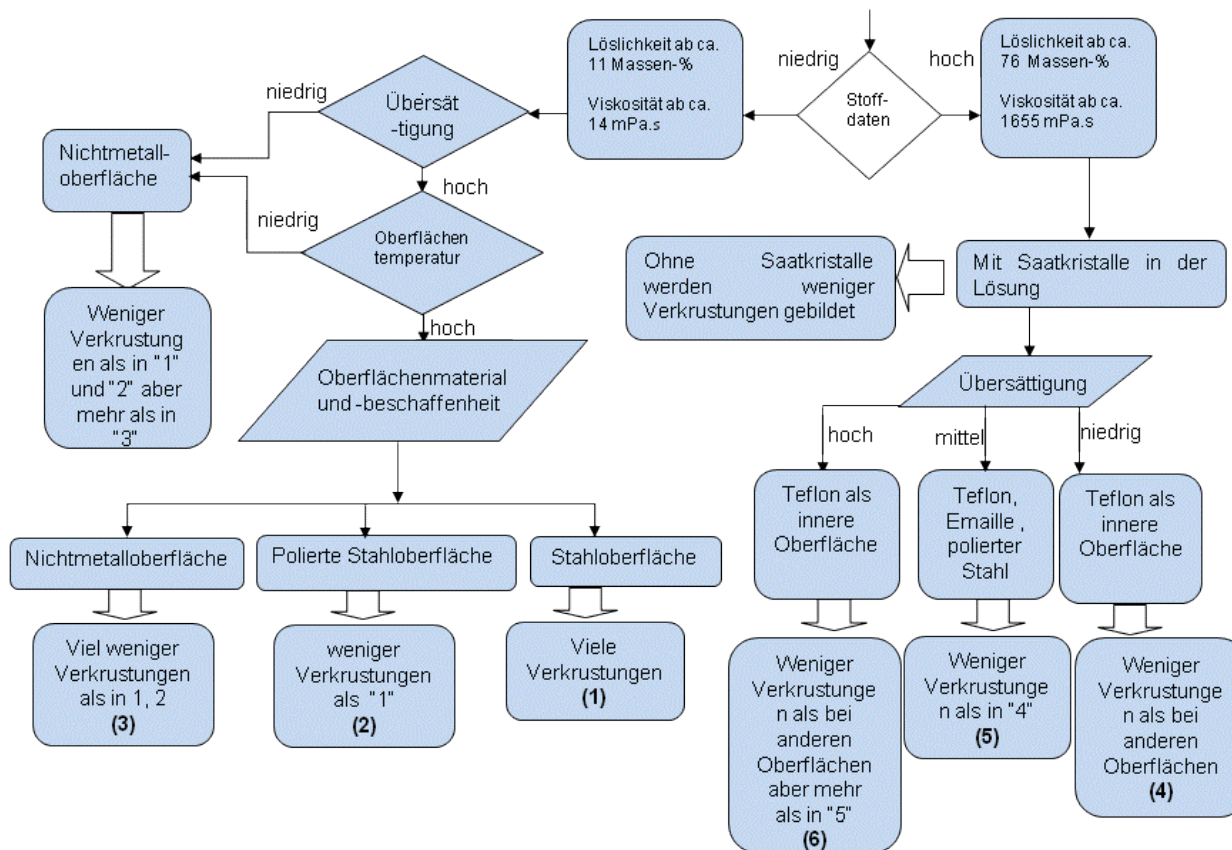 Löslichkeit ab ca.
11 Massen-%
Viskosität ab ca.
14 mPa.s
niedrig
Stoff-
daten
hoch
Löslichkeit ab ca.
76 Massen-%
Viskosität ab ca.
1655 mPa.s
Übersät
-tigung
niedrig
Nichtmetall-
oberfläche
hoch
niedrig
Oberflächen
temperatur
Weniger
Verkrustung
en als in "1"
und "2" aber
mehr als in
"3"
hoch
Oberflächenmaterial
und -beschaffenheit
Ohne Saatkristalle
werden weniger
Verkrustungen gebildet
Mit Saatkristalle in der
Lösung
Übersättigung
hoch
mittel
niedrig
Nichtmetalloberfläche
Polierte Stahloberfläche
Stahloberfläche
Viel weniger
Verkrustungen
als in 1, 2
(3)
weniger
Verkrustungen
als "1"
(2)
Viele
Verkrustungen
(1)
Teflon als
innere
Oberfläche
Teflon,
Emaille ,
polierter
Stahl
Teflon als
innere
Oberfläche
Weniger
Verkrustunge
n als bei
anderen
Oberflächen
aber mehr
als in "5"
(6)
Weniger
Verkrustunge
n als in "4"
(5)
Weniger
Verkrustunge
n als bei
anderen
Oberflächen
(4)